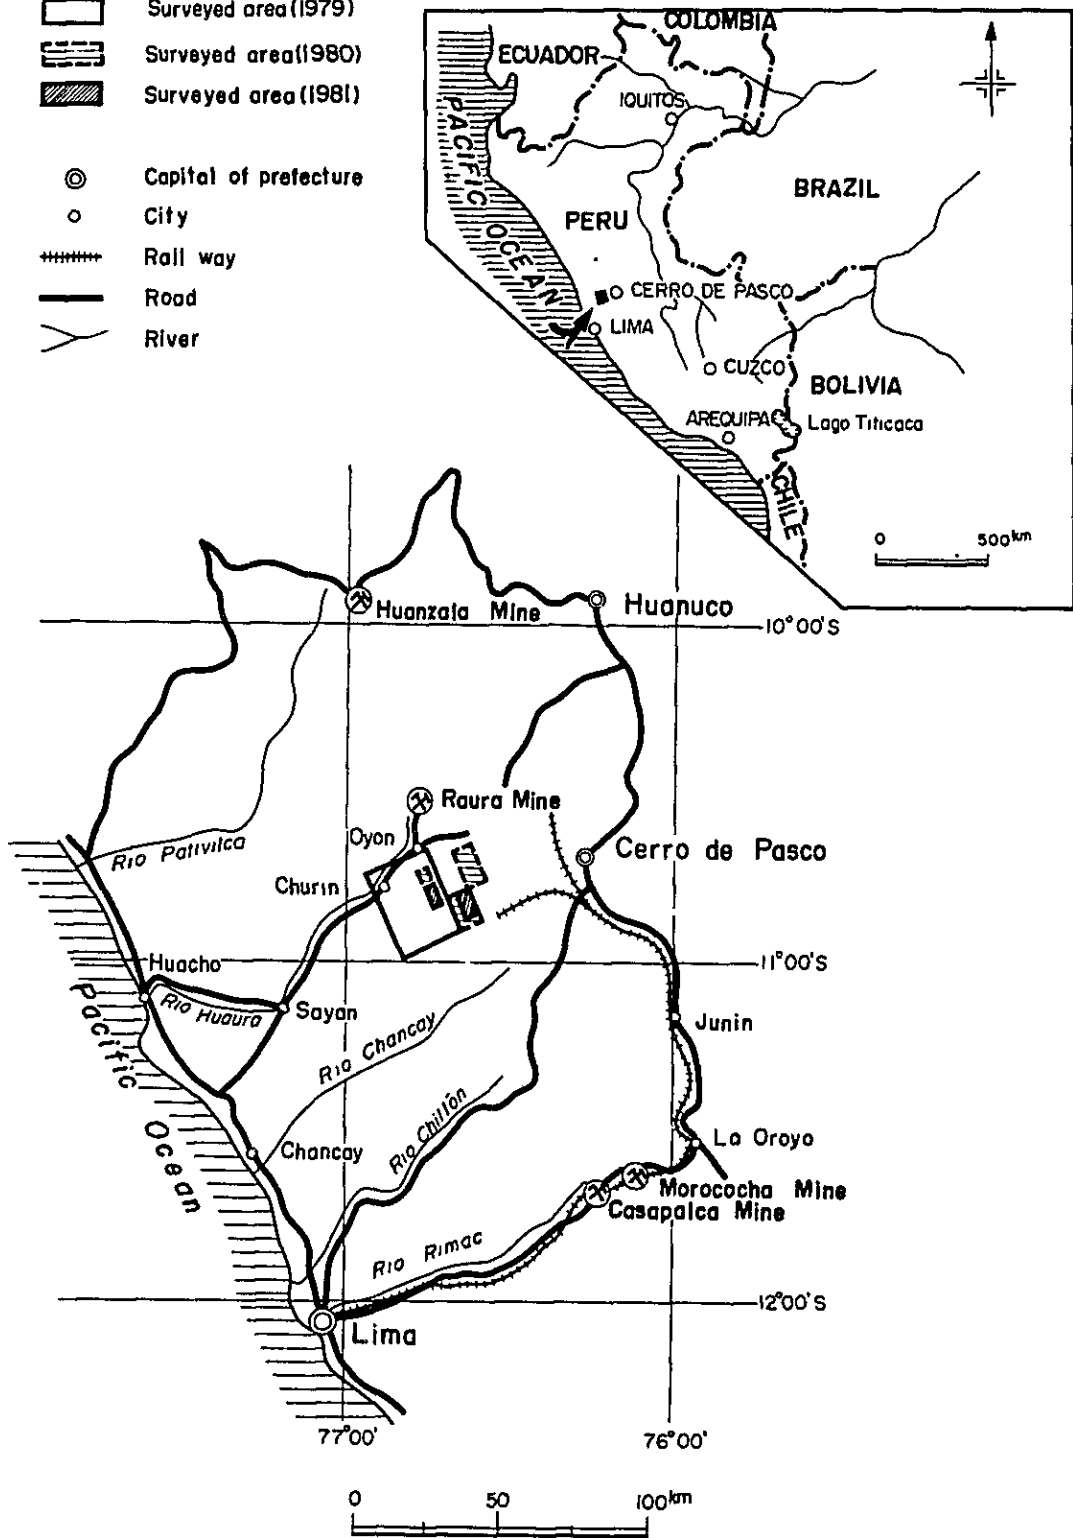 Surveyed area(1979)
Surveyed area(1980)
Surveyed area(1981)
Capital of prefecture
City
Rail way
Road
River
COLOMBIA
ECUADOR
IQUITOS
PACIFIC OCEAN
BRAZIL
PERU
CERRO DE PASCO
LIMA
CUZCO
BOLIVIA
AREQUIPA
Lago Titicaca
CHILE
0 500km
Huanzala Mine
Huanuco
10°00'S
Raura Mine
Oyon
Rio Pativilca
Cerro de Pasco
Churin
Huacho
11°00'S
Rio Huaura
Sayan
Rio Chancay
Junin
Pacific Ocean
Rio Chillón
La Oroya
Chancay
Morococha Mine
Casapalca Mine
Rio Rimac
12°00'S
Lima
77°00'
76°00'
0 50 100km